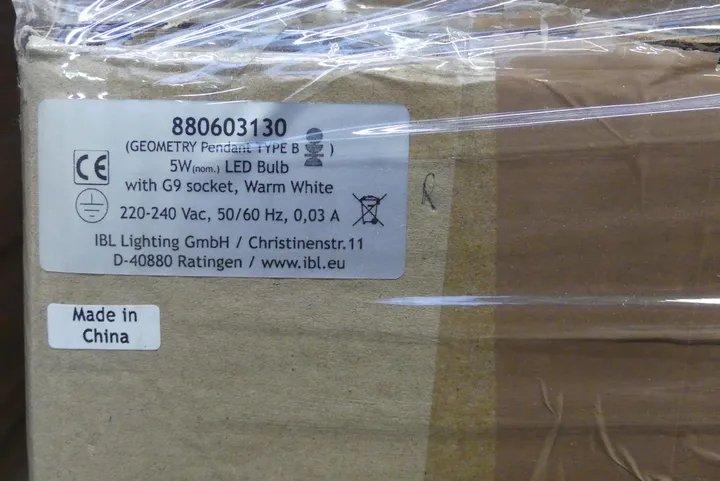 880603130
(GEOMETRY Pendant TYPE B )
CE
5W(nom.) LED Bulb
with G9 socket, Warm White
220-240 Vac, 50/60 Hz, 0,03 A
IBL Lighting GmbH / Christinenstr.11
D-40880 Ratingen / www.ibl.eu
Made in
China